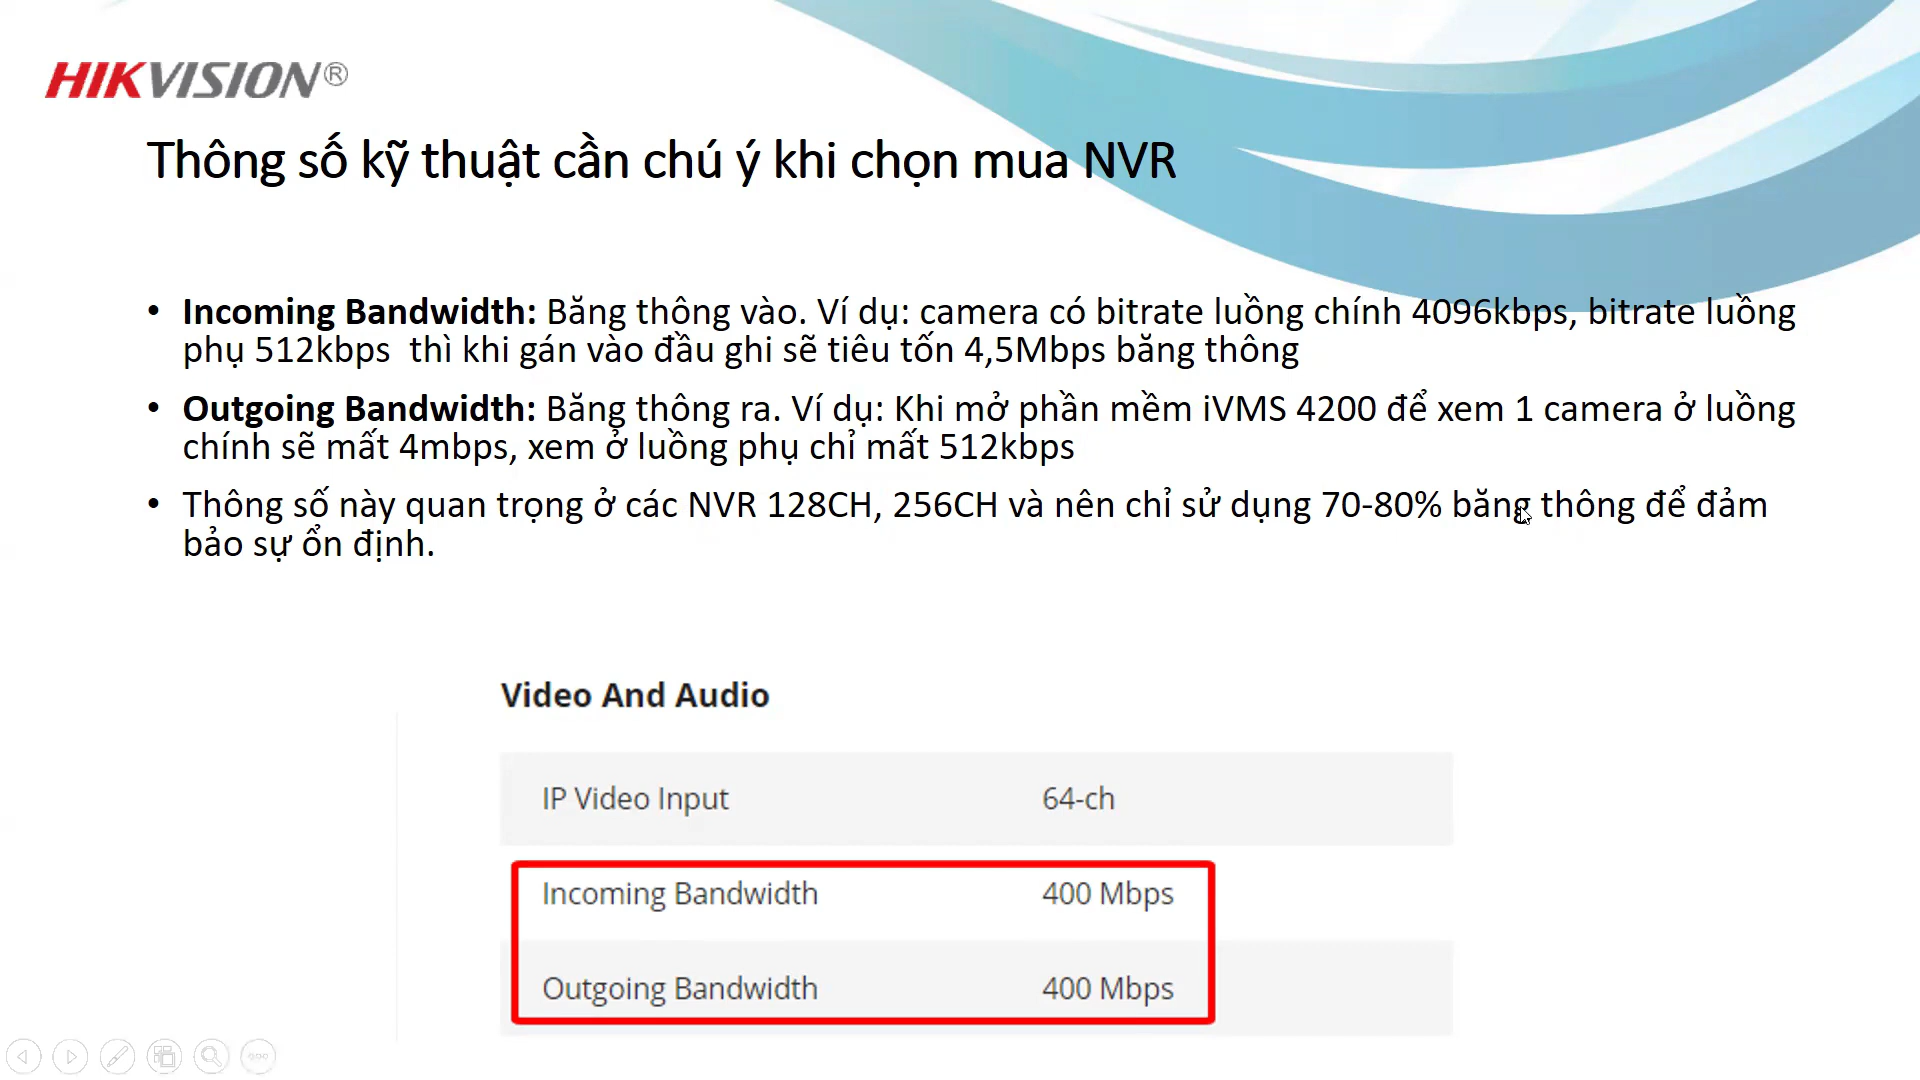 HIKVISION®
Thông số kỹ thuật cần chú ý khi chọn mua NVR
• Incoming Bandwidth: Băng thông vào. Ví dụ: camera có bitrate luồng chính 4096kbps, bitrate luồng
phụ 512kbps thì khi gán vào đầu ghi sẽ tiêu tốn 4,5Mbps băng thông
• Outgoing Bandwidth: Băng thông ra. Ví dụ: Khi mở phần mềm iVMS 4200 để xem 1 camera ở luồng
chính sẽ mất 4mbps, xem ở luồng phụ chỉ mất 512kbps
• Thông số này quan trọng ở các NVR 128CH, 256CH và nên chỉ sử dụng 70-80% băng thông để đảm
bảo sự ổn định.
Video And Audio
IP Video Input 64-ch
Incoming Bandwidth 400 Mbps
Outgoing Bandwidth 400 Mbps